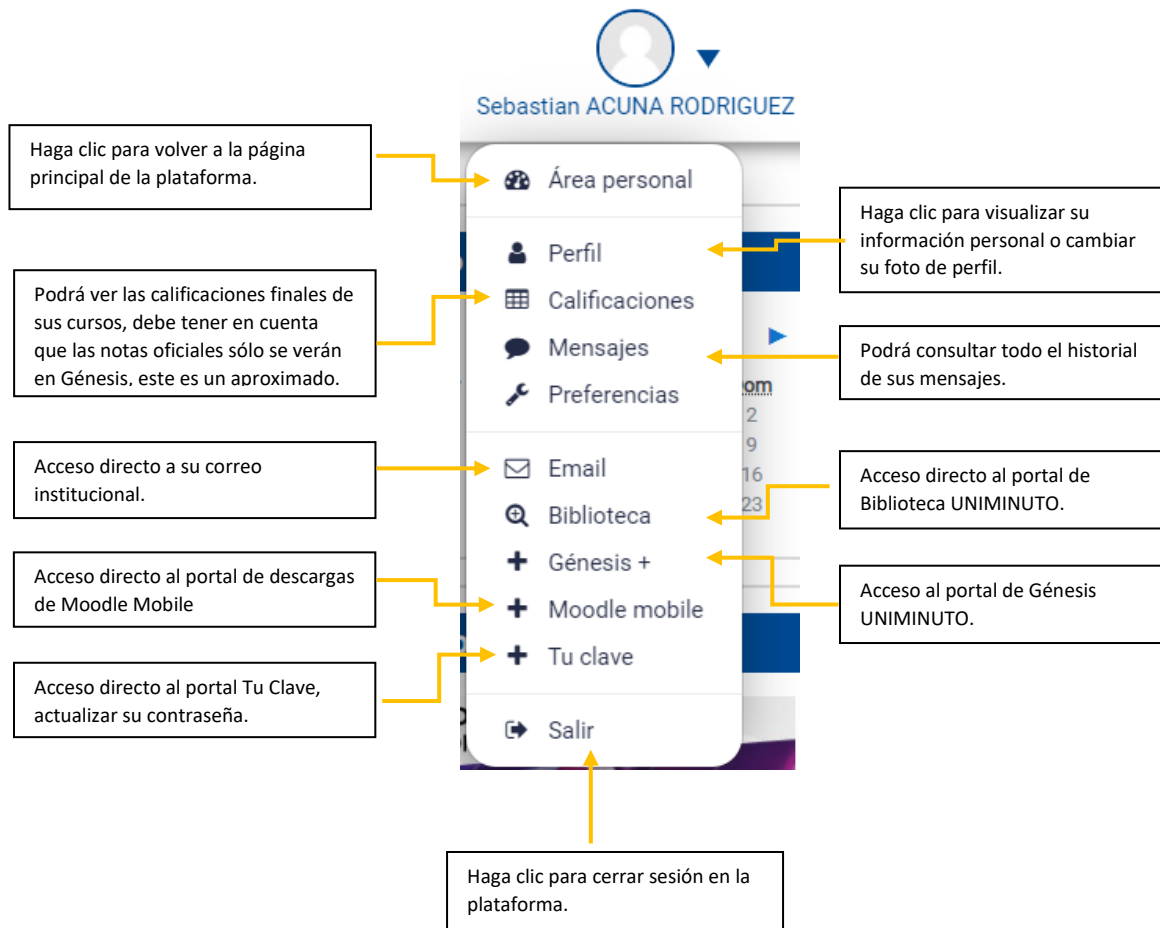 Sebastian ACUNA RODRIGUEZ
Haga clic para volver a la página
principal de la plataforma.
Podrá ver las calificaciones finales de
sus cursos, debe tener en cuenta
que las notas oficiales sólo se verán
en Génesis, este es un aproximado.
Acceso directo a su correo
institucional.
Acceso directo al portal de descargas
de Moodle Mobile
Acceso directo al portal Tu Clave,
actualizar su contraseña.
Área personal
Perfil
Calificaciones
Mensajes
Preferencias
Email
Biblioteca
Génesis +
Moodle mobile
Tu clave
Salir
om
2
9
16
23
Haga clic para visualizar su
información personal o cambiar
su foto de perfil.
Podrá consultar todo el historial
de sus mensajes.
Acceso directo al portal de
Biblioteca UNIMINUTO.
Acceso al portal de Génesis
UNIMINUTO.
Haga clic para cerrar sesión en la
plataforma.